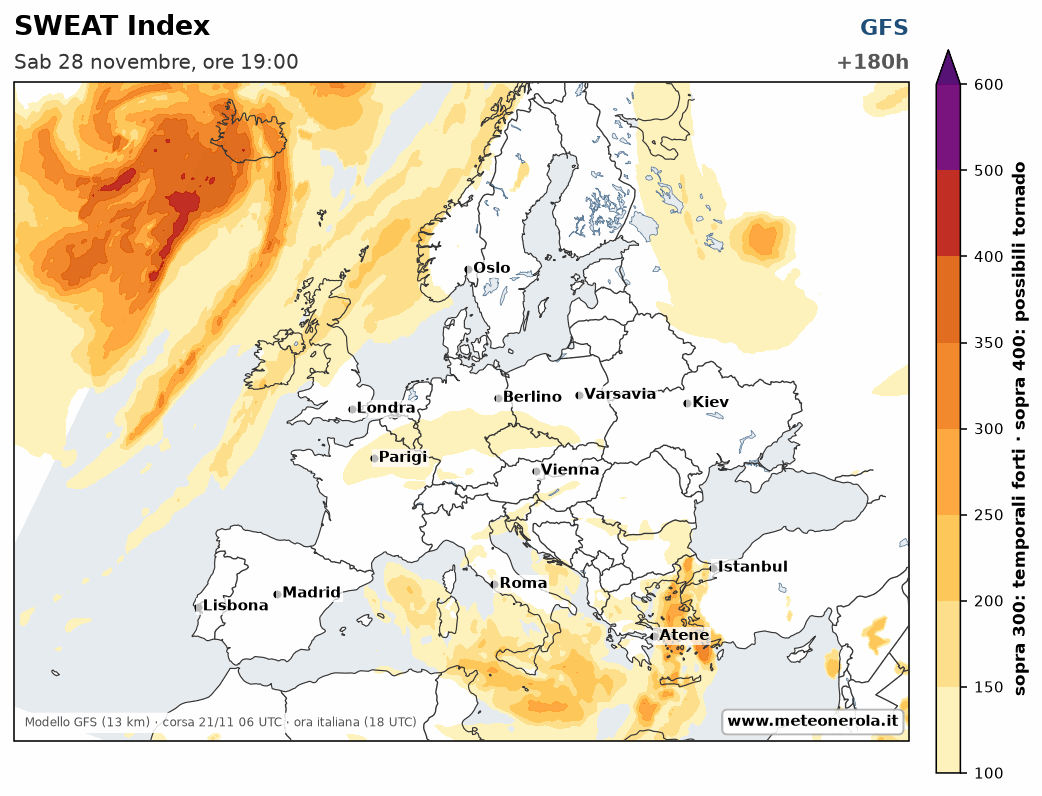 SWEAT Index
GFS
Sab 28 novembre, ore 19:00
+180h
600
500
400
350
300
250
200
150
100
sopra 300: temporali forti · sopra 400: possibili tornado
Oslo
Berlino
Varsavia
Kiev
Londra
Parigi
Vienna
Istanbul
Roma
Madrid
Lisbona
Atene
Modello GFS (13 km) · corsa 21/11 06 UTC · ora italiana (18 UTC)
www.meteonerola.it